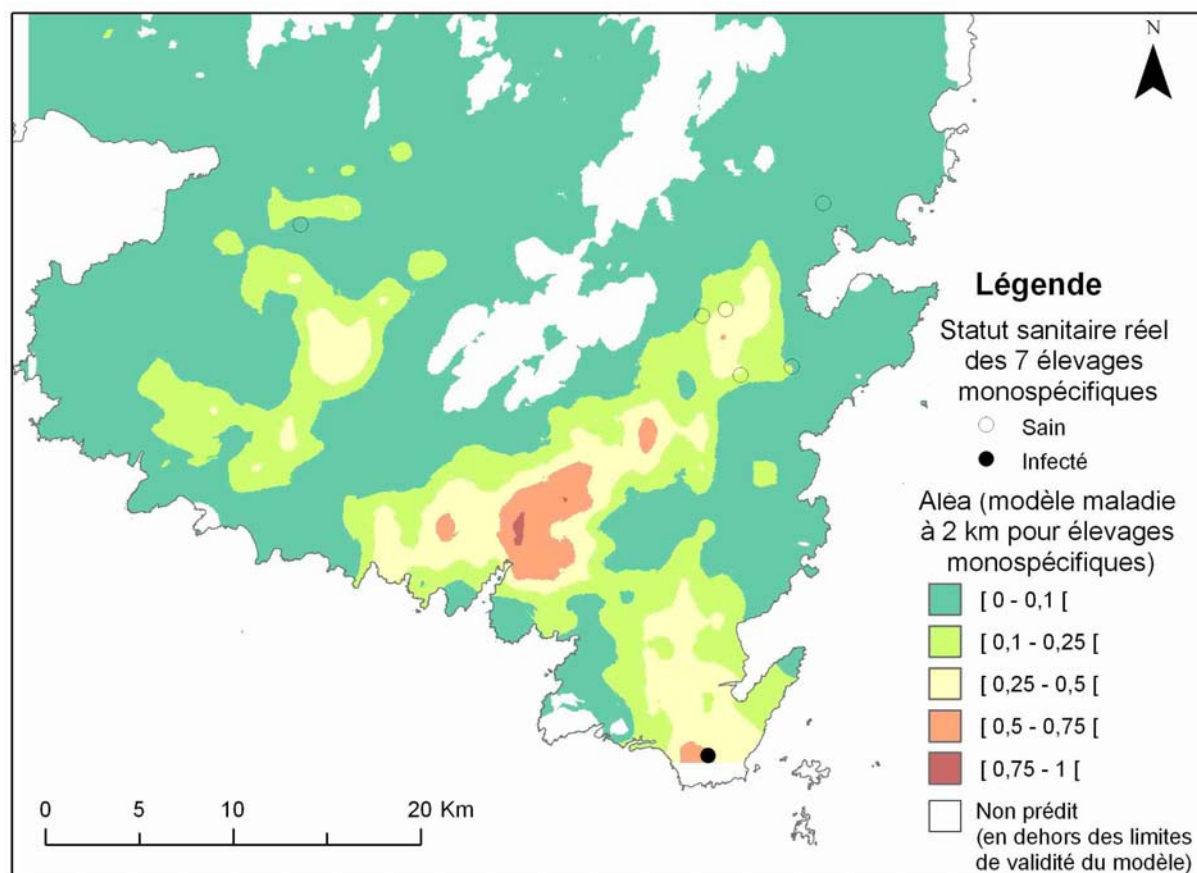 N
Légende
Statut sanitaire réel
des 7 élevages
monospécifiques
Sain
Infecté
Aléa (modèle maladie
à 2 km pour élevages
monospécifiques)
[ 0 - 0,1 [
[ 0,1 - 0,25 [
[ 0,25 - 0,5 [
[ 0,5 - 0,75 [
[ 0,75 - 1 [
Non prédit
(en dehors des limites
de validité du modèle)
0 5 10 20 Km